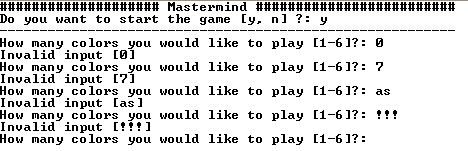 #################### Mastermind #############################
Do you want to start the game [y, n] ?: y
-------------------------------------------------------------
How many colors you would like to play [1-6]?: 0
Invalid input [0]
How many colors you would like to play [1-6]?: 7
Invalid input [7]
How many colors you would like to play [1-6]?: as
Invalid input [as]
How many colors you would like to play [1-6]?: !!!
Invalid input [!!!]
How many colors you would like to play [1-6]?: